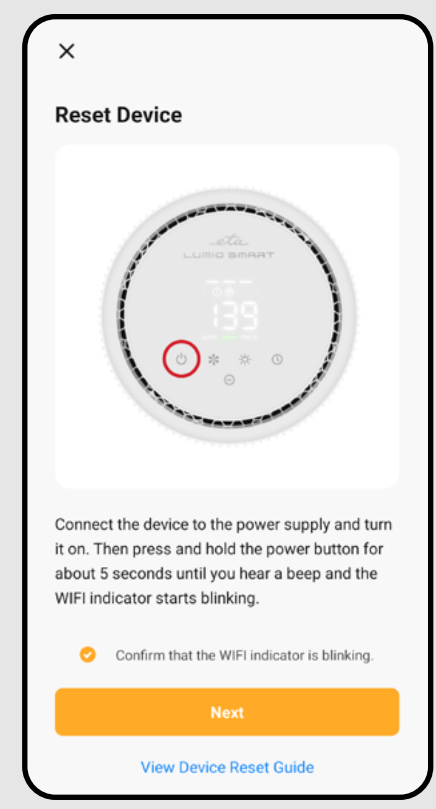 Reset Device
eta
LUMIO SMART
139
Connect the device to the power supply and turn
it on. Then press and hold the power button for
about 5 seconds until you hear a beep and the
WIFI indicator starts blinking.
Confirm that the WIFI indicator is blinking.
Next
View Device Reset Guide